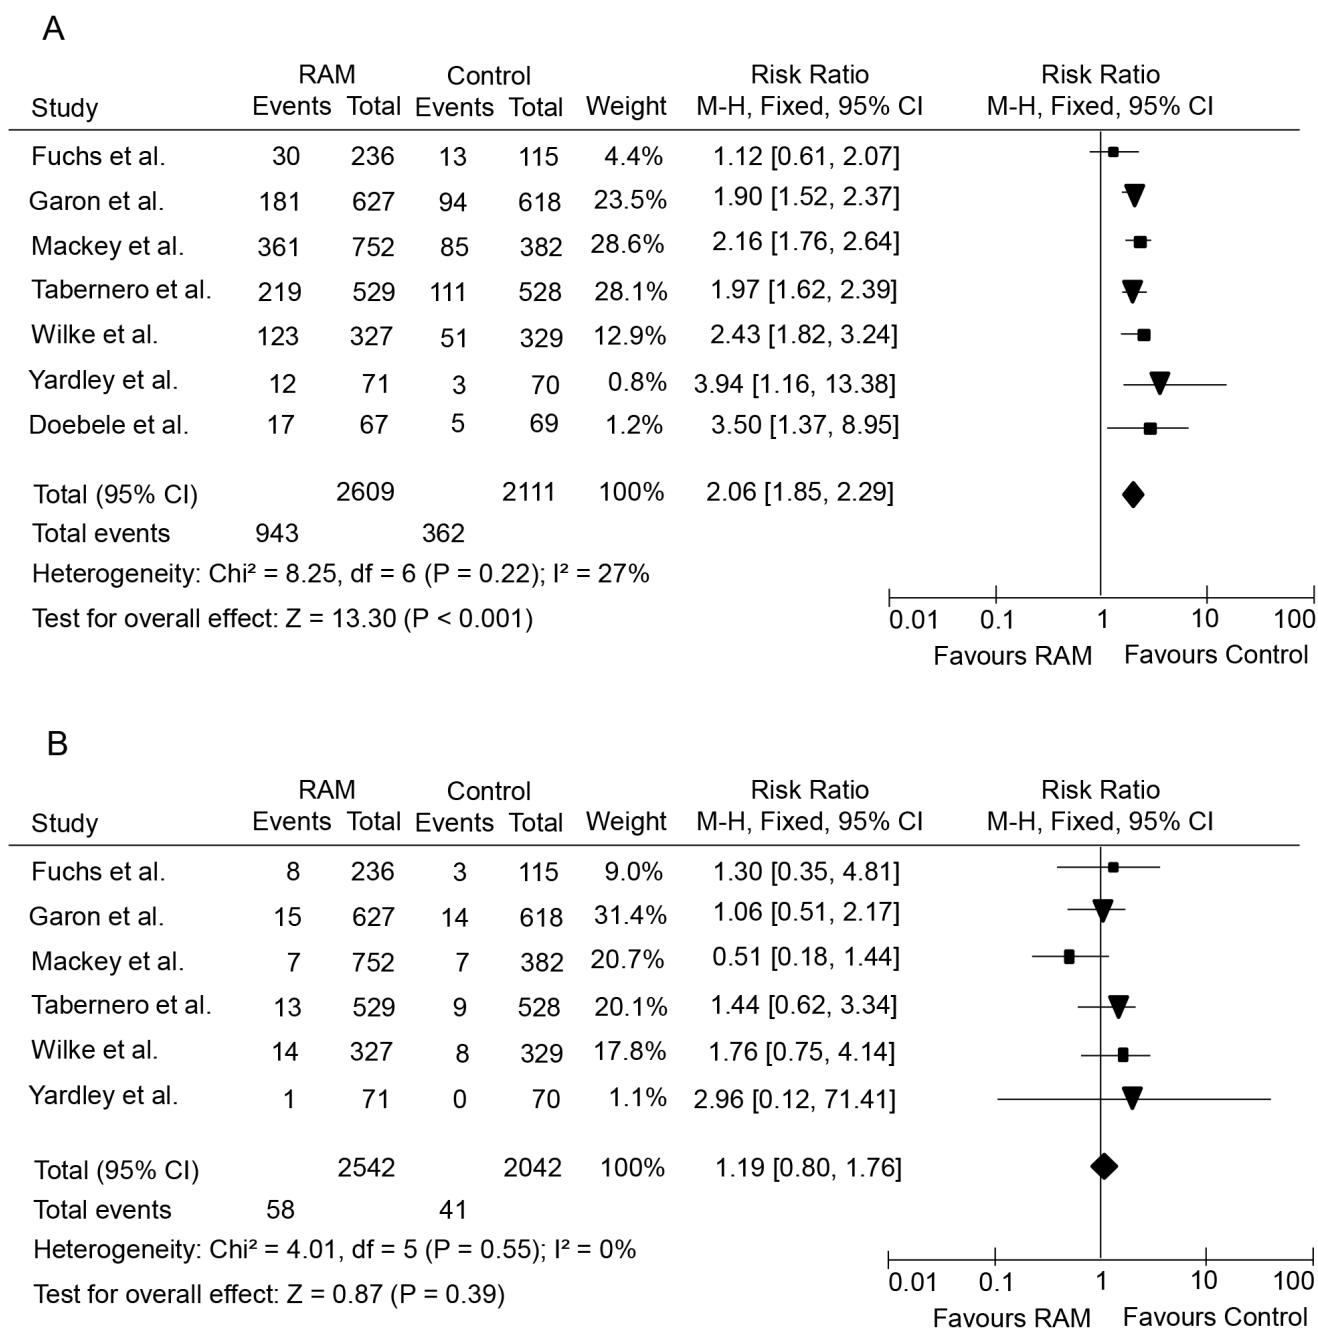 A
RAM Control Risk Ratio Risk Ratio
Study Events Total Events Total Weight M-H, Fixed, 95% CI M-H, Fixed, 95% CI
Fuchs et al. 30 236 13 115 4.4% 1.12 [0.61, 2.07]
Garon et al. 181 627 94 618 23.5% 1.90 [1.52, 2.37]
Mackey et al. 361 752 85 382 28.6% 2.16 [1.76, 2.64]
Tabernero et al. 219 529 111 528 28.1% 1.97 [1.62, 2.39]
Wilke et al. 123 327 51 329 12.9% 2.43 [1.82, 3.24]
Yardley et al. 12 71 3 70 0.8% 3.94 [1.16, 13.38]
Doebele et al. 17 67 5 69 1.2% 3.50 [1.37, 8.95]
Total (95% CI) 2609 2111 100% 2.06 [1.85, 2.29]
Total events 943 362
Heterogeneity: Chi² = 8.25, df = 6 (P = 0.22); I² = 27%
Test for overall effect: Z = 13.30 (P < 0.001)
0.01 0.1 1 10 100
Favours RAM Favours Control
B
RAM Control Risk Ratio Risk Ratio
Study Events Total Events Total Weight M-H, Fixed, 95% CI M-H, Fixed, 95% CI
Fuchs et al. 8 236 3 115 9.0% 1.30 [0.35, 4.81]
Garon et al. 15 627 14 618 31.4% 1.06 [0.51, 2.17]
Mackey et al. 7 752 7 382 20.7% 0.51 [0.18, 1.44]
Tabernero et al. 13 529 9 528 20.1% 1.44 [0.62, 3.34]
Wilke et al. 14 327 8 329 17.8% 1.76 [0.75, 4.14]
Yardley et al. 1 71 0 70 1.1% 2.96 [0.12, 71.41]
Total (95% CI) 2542 2042 100% 1.19 [0.80, 1.76]
Total events 58 41
Heterogeneity: Chi² = 4.01, df = 5 (P = 0.55); I² = 0%
Test for overall effect: Z = 0.87 (P = 0.39)
0.01 0.1 1 10 100
Favours RAM Favours Control